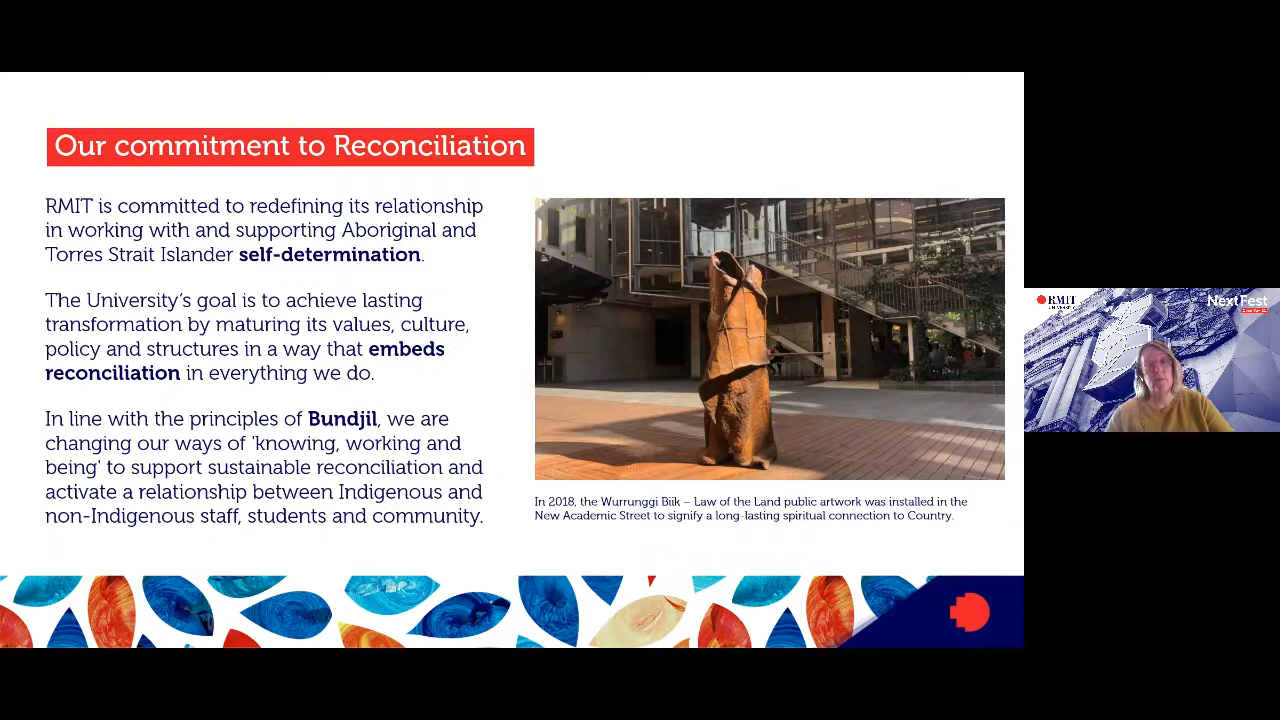 Our commitment to Reconciliation
RMIT is committed to redefining its relationship
in working with and supporting Aboriginal and
Torres Strait Islander self-determination.
The University’s goal is to achieve lasting
transformation by maturing its values, culture,
policy and structures in a way that embeds
reconciliation in everything we do.
In line with the principles of Bundjil, we are
changing our ways of 'knowing, working and
being' to support sustainable reconciliation and
activate a relationship between Indigenous and
non-Indigenous staff, students and community.
In 2018, the Wurrunggi Biik – Law of the Land public artwork was installed in the
New Academic Street to signify a long-lasting spiritual connection to Country.
RMIT
UNIVERSITY
NextFest